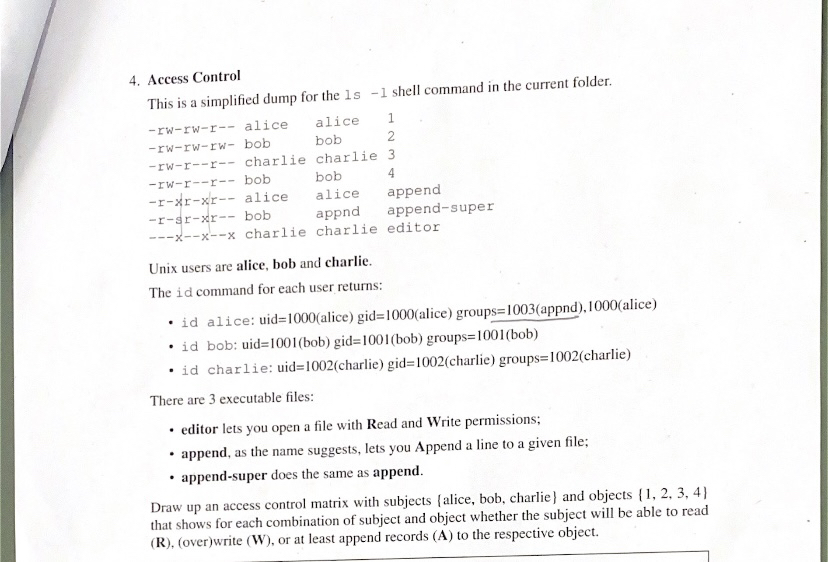 4. Access Control
This is a simplified dump for the ls -l shell command in the current folder.
-rw-rw-r-- alice alice 1
-rw-rw-rw- bob bob 2
-rw-r--r-- charlie charlie 3
-rw-r--r-- bob bob 4
-r-xr-xr-- alice alice append
-r-sr-xr-- bob appnd append-super
---x--x--x charlie charlie editor
Unix users are alice, bob and charlie.
The id command for each user returns:
• id alice: uid=1000(alice) gid=1000(alice) groups=1003(appnd),1000(alice)
• id bob: uid=1001(bob) gid=1001(bob) groups=1001(bob)
• id charlie: uid=1002(charlie) gid=1002(charlie) groups=1002(charlie)
There are 3 executable files:
• editor lets you open a file with Read and Write permissions;
• append, as the name suggests, lets you Append a line to a given file;
• append-super does the same as append.
Draw up an access control matrix with subjects {alice, bob, charlie} and objects {1, 2, 3, 4}
that shows for each combination of subject and object whether the subject will be able to read
(R), (over)write (W), or at least append records (A) to the respective object.